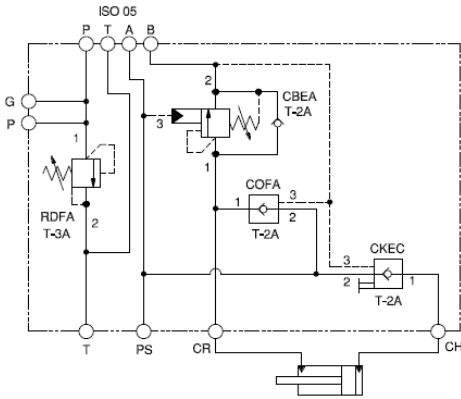 ISO 05
P T A B
G
P
1
RDFA
T-3A
2
2
CBEA
T-2A
3
1
COFA
1
3
2
T-2A
CKEC
3
2
1
T-2A
T PS CR CH